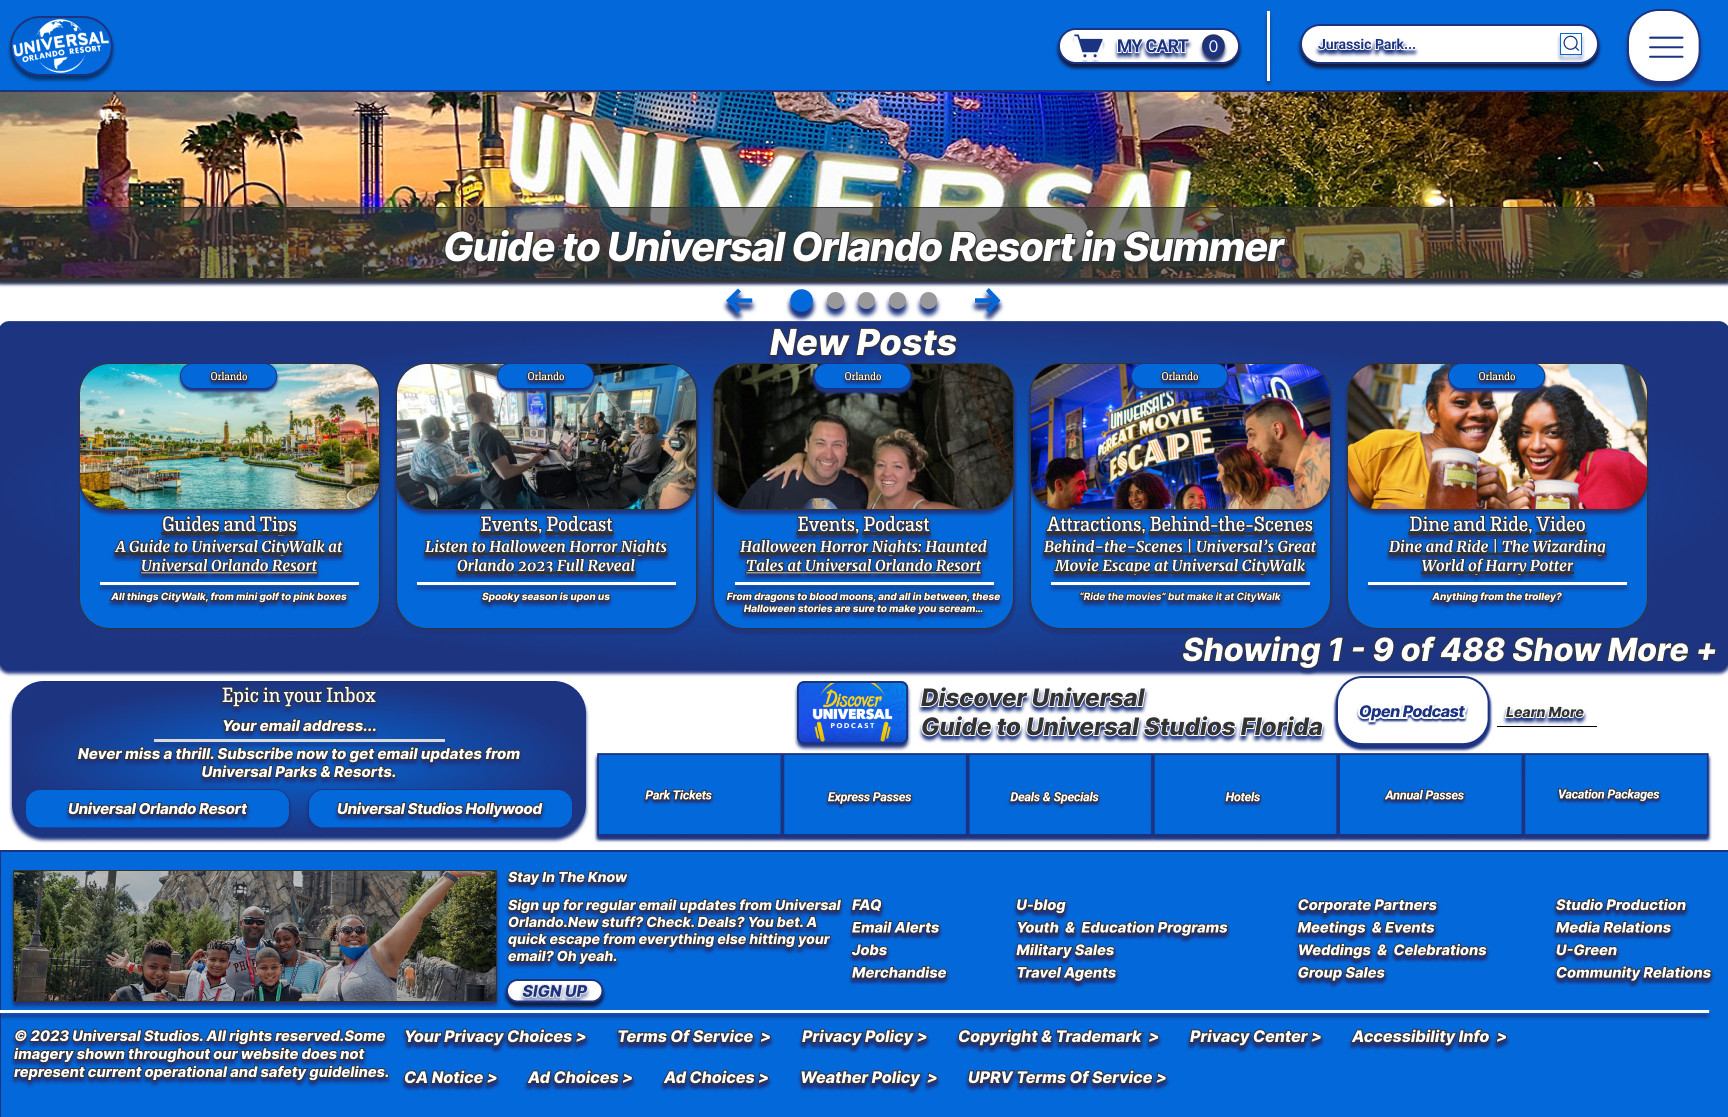 UNIVERSAL
ORLANDO RESORT
MY CART 0
Jurassic Park...
UNIVERSAL
Guide to Universal Orlando Resort in Summer
New Posts
Orlando
Guides and Tips
A Guide to Universal CityWalk at
Universal Orlando Resort
All things CityWalk, from mini golf to pink boxes
Orlando
Events, Podcast
Listen to Halloween Horror Nights
Orlando 2023 Full Reveal
Spooky season is upon us
Orlando
Events, Podcast
Halloween Horror Nights: Haunted
Tales at Universal Orlando Resort
From dragons to blood moons, and all in between, these
Halloween stories are sure to make you scream...
Orlando
UNIVERSAL'S
GREAT MOVIE
ESCAPE
Attractions, Behind-the-Scenes
Behind-the-Scenes | Universal's Great
Movie Escape at Universal CityWalk
"Ride the movies" but make it at CityWalk
Orlando
Dine and Ride, Video
Dine and Ride | The Wizarding
World of Harry Potter
Anything from the trolley?
Showing 1 - 9 of 488 Show More +
Epic in your Inbox
Your email address...
Never miss a thrill. Subscribe now to get email updates from
Universal Parks & Resorts.
Universal Orlando Resort
Universal Studios Hollywood
Discover
UNIVERSAL
PODCAST
Discover Universal
Guide to Universal Studios Florida
Open Podcast
Learn More
Park Tickets
Express Passes
Deals & Specials
Hotels
Annual Passes
Vacation Packages
Stay In The Know
Sign up for regular email updates from Universal
Orlando.New stuff? Check. Deals? You bet. A
quick escape from everything else hitting your
email? Oh yeah.
SIGN UP
FAQ
Email Alerts
Jobs
Merchandise
U-blog
Youth & Education Programs
Military Sales
Travel Agents
Corporate Partners
Meetings & Events
Weddings & Celebrations
Group Sales
Studio Production
Media Relations
U-Green
Community Relations
© 2023 Universal Studios. All rights reserved.Some
imagery shown throughout our website does not
represent current operational and safety guidelines.
Your Privacy Choices >
Terms Of Service >
Privacy Policy >
Copyright & Trademark >
Privacy Center >
Accessibility Info >
CA Notice >
Ad Choices >
Ad Choices >
Weather Policy >
UPRV Terms Of Service >